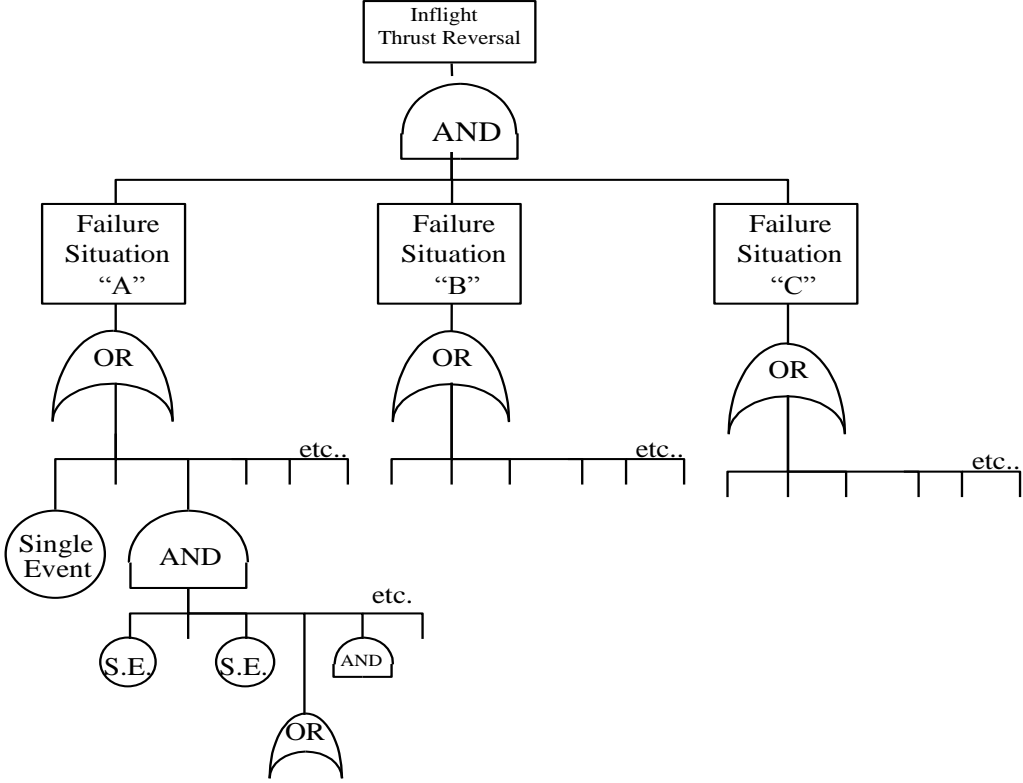 Inflight
Thrust Reversal
AND
Failure
Situation
“A”
Failure
Situation
“B”
Failure
Situation
“C”
OR
OR
OR
etc..
etc..
etc..
Single
Event
AND
etc.
S.E.
S.E.
AND
OR